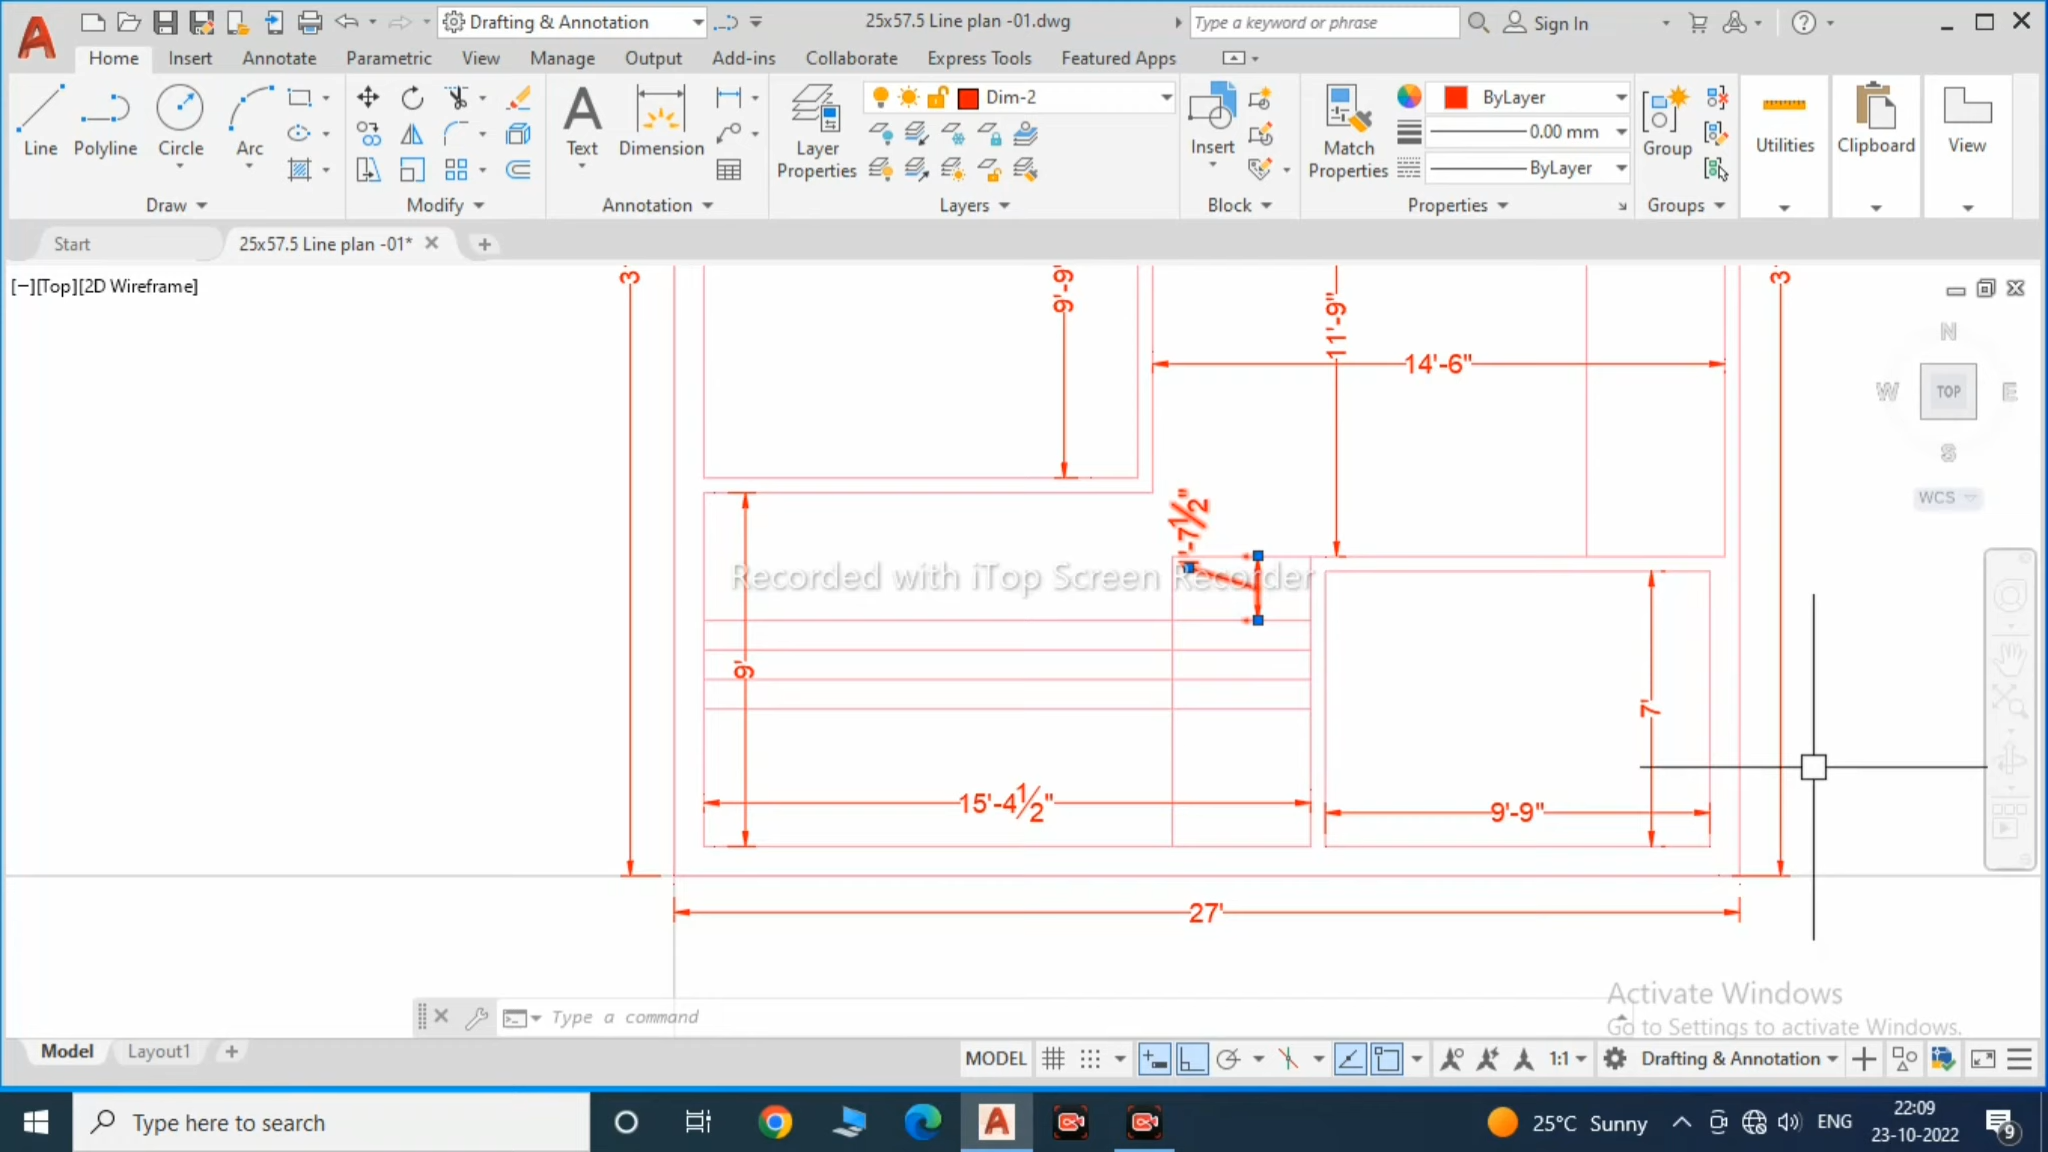 Drafting & Annotation
25x57.5 Line plan -01.dwg
Type a keyword or phrase
Sign In
Home
Insert
Annotate
Parametric
View
Manage
Output
Add-ins
Collaborate
Express Tools
Featured Apps
Line
Polyline
Circle
Arc
Text
Dimension
Layer
Properties
Dim-2
Insert
Match
Properties
ByLayer
0.00 mm
ByLayer
Group
Utilities
Clipboard
View
Draw
Modify
Annotation
Layers
Block
Properties
Groups
Start
25x57.5 Line plan -01*
[−][Top][2D Wireframe]
3
9'-9"
11'-9"
3
14'-6"
N
W
TOP
E
S
WCS
1'-7½"
Recorded with iTop Screen Recorder
9'
7'
15'-4½"
9'-9"
27'
Activate Windows
Go to Settings to activate Windows.
Type a command
Model
Layout1
MODEL
1:1
Drafting & Annotation
Type here to search
25°C Sunny
ENG
22:09
23-10-2022
9